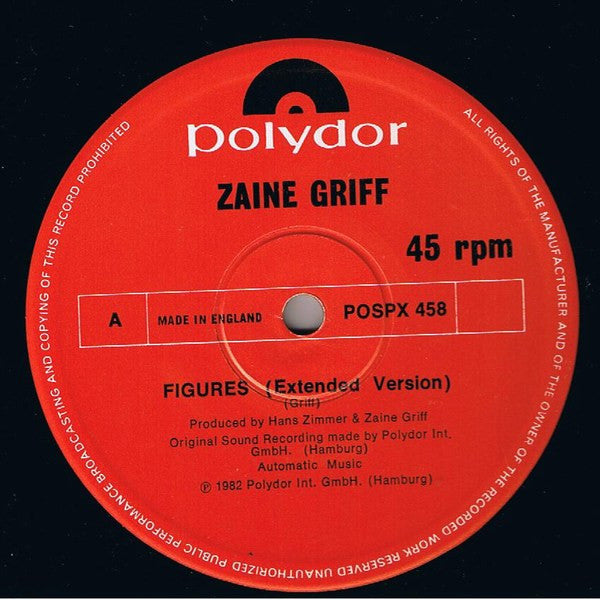 polydor
ZAINE GRIFF
45 rpm
A
MADE IN ENGLAND
POSPX 458
FIGURES (Extended Version)
(Griff)
Produced by Hans Zimmer & Zaine Griff
Original Sound Recording made by Polydor Int.
GmbH. (Hamburg)
Automatic Music
℗ 1982 Polydor Int. GmbH. (Hamburg)
ALL RIGHTS OF THE MANUFACTURER AND OF THE OWNER OF THE RECORDED WORK RESERVED UNAUTHORIZED PUBLIC PERFORMANCE BROADCASTING AND COPYING OF THIS RECORD PROHIBITED